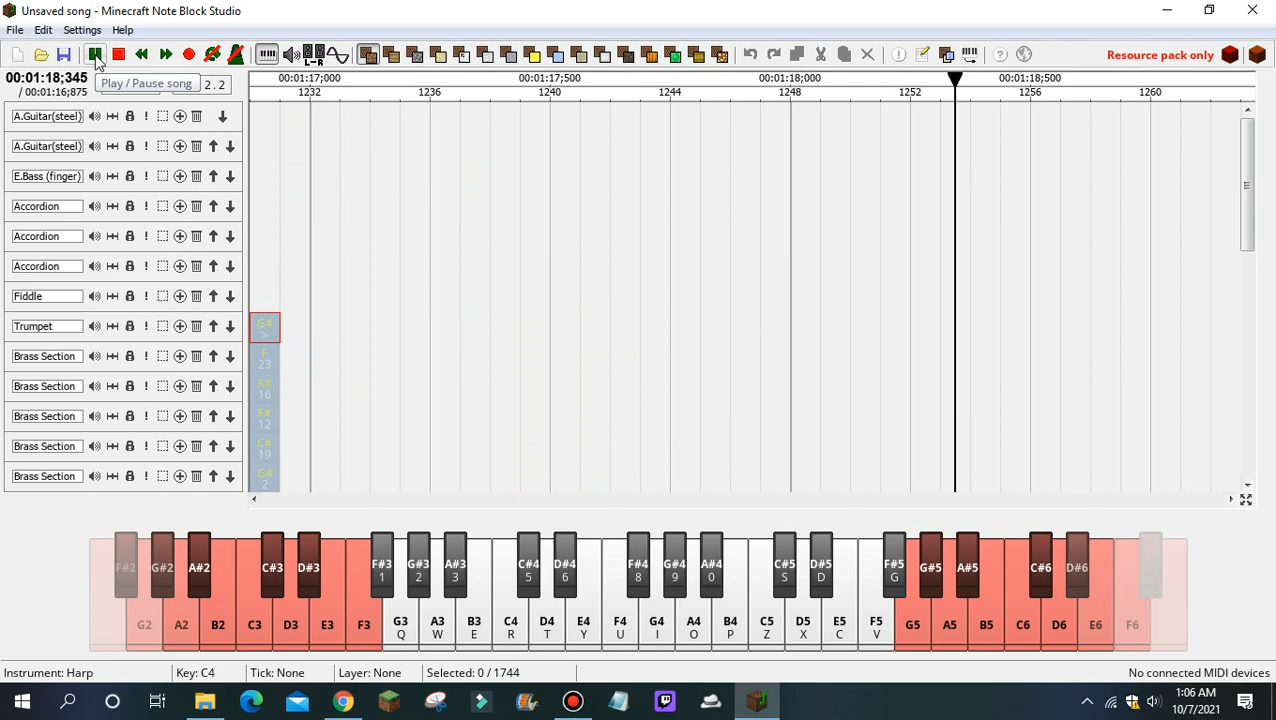 Unsaved song - Minecraft Note Block Studio
File Edit Settings Help
Resource pack only
00:01:18;345
/ 00:01:16;875
Play / Pause song
2.2
00:01:17;000 00:01:17;500 00:01:18;000 00:01:18;500
1232 1236 1240 1244 1248 1252 1256 1260
A.Guitar(steel)
A.Guitar(steel)
E.Bass (finger)
Accordion
Accordion
Accordion
Fiddle
Trumpet
Brass Section
Brass Section
Brass Section
Brass Section
Brass Section
G#
>
F
23
A#
16
F#
12
C#
19
G#
2
F#2 G#2 A#2 C#3 D#3 F#3 G#3 A#3 C#4 D#4 F#4 G#4 A#4 C#5 D#5 F#5 G#5 A#5 C#6 D#6
1 2 3 5 6 8 9 0 S D G
G2 A2 B2 C3 D3 E3 F3 G3 A3 B3 C4 D4 E4 F4 G4 A4 B4 C5 D5 E5 F5 G5 A5 B5 C6 D6 E6 F6
Q W E R T Y U I O P Z X C V
Instrument: Harp Key: C4 Tick: None Layer: None Selected: 0 / 1744 No connected MIDI devices
1:06 AM
10/7/2021